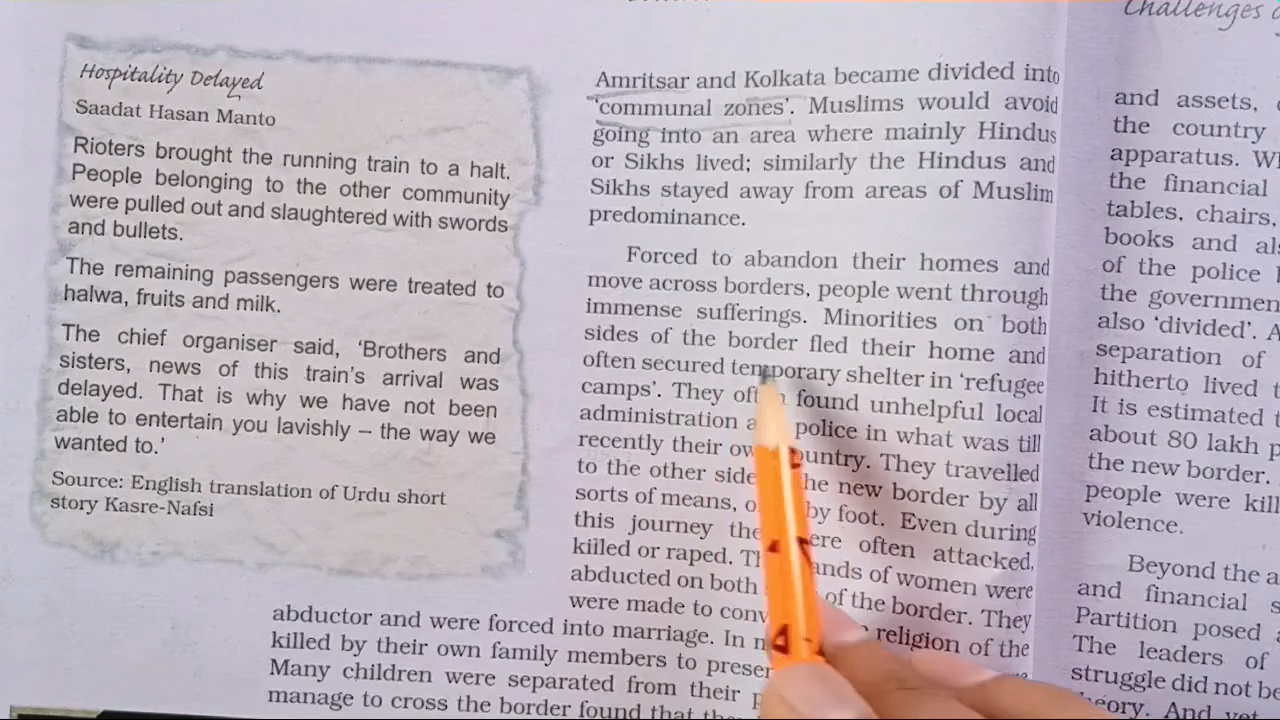 Challenges
Hospitality Delayed
Saadat Hasan Manto
Rioters brought the running train to a halt.
People belonging to the other community
were pulled out and slaughtered with swords
and bullets.
The remaining passengers were treated to
halwa, fruits and milk.
The chief organiser said, ‘Brothers and
sisters, news of this train’s arrival was
delayed. That is why we have not been
able to entertain you lavishly – the way we
wanted to.’
Source: English translation of Urdu short
story Kasre-Nafsi
Amritsar and Kolkata became divided into
‘communal zones’. Muslims would avoid
going into an area where mainly Hindus
or Sikhs lived; similarly the Hindus and
Sikhs stayed away from areas of Muslim
predominance.
Forced to abandon their homes and
move across borders, people went through
immense sufferings. Minorities on both
sides of the border fled their home and
often secured temporary shelter in ‘refugee
camps’. They often found unhelpful local
administration police in what was till
recently their country. They travelled
to the other side the new border by all
sorts of means, by foot. Even during
this journey were often attacked,
killed or raped. of women were
abducted on both of the border. They
were made to religion of the
abductor and were forced into marriage. In
killed by their own family members to
Many children were separated from their
manage to cross the border found that
and assets,
the country
apparatus.
the financial
tables, chairs,
books and
of the police
the
also ‘divided’.
separation of
hitherto lived
It is estimated
about 80 lakh
the new border.
people were
violence.
Beyond the
and financial
Partition posed
The leaders of
struggle did not
And yet